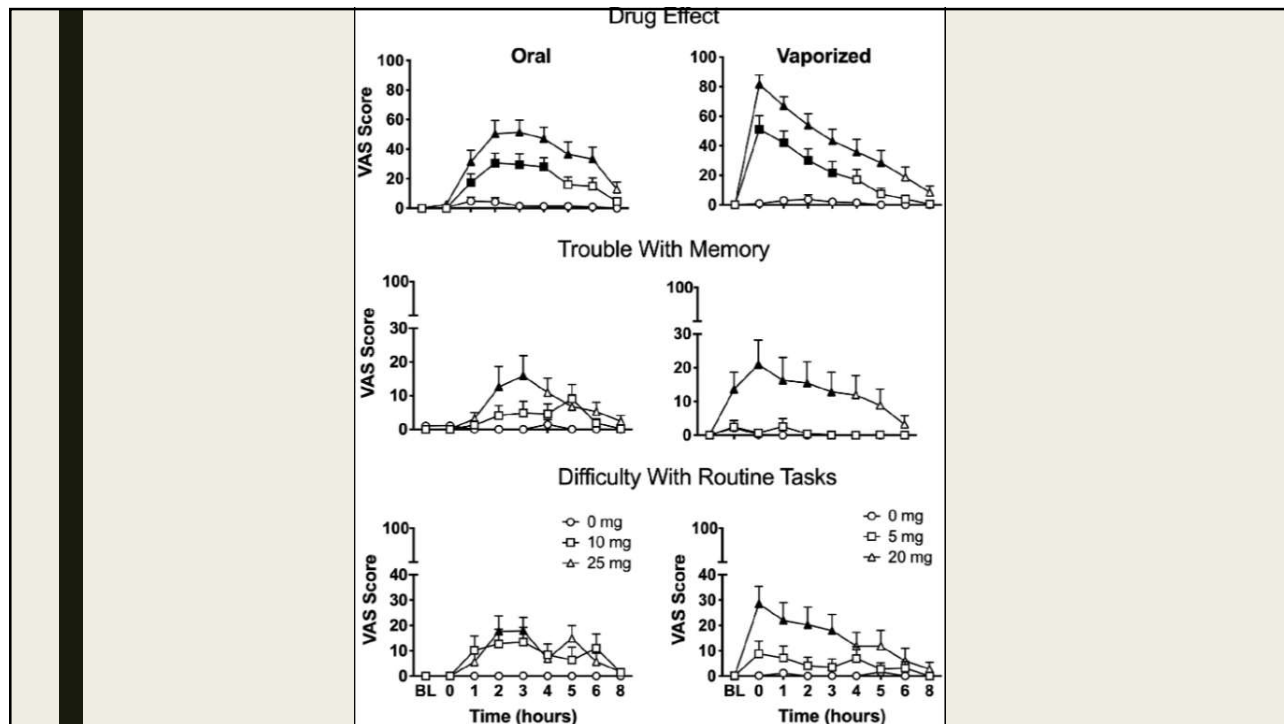 Drug Effect
Oral
Vaporized
VAS Score
100
80
60
40
20
0
100
80
60
40
20
0
Trouble With Memory
VAS Score
100
30
20
10
0
100
30
20
10
0
Difficulty With Routine Tasks
VAS Score
100
40
30
20
10
0
0 mg
10 mg
25 mg
BL 0 1 2 3 4 5 6 8
Time (hours)
VAS Score
100
40
30
20
10
0
0 mg
5 mg
20 mg
BL 0 1 2 3 4 5 6 8
Time (hours)